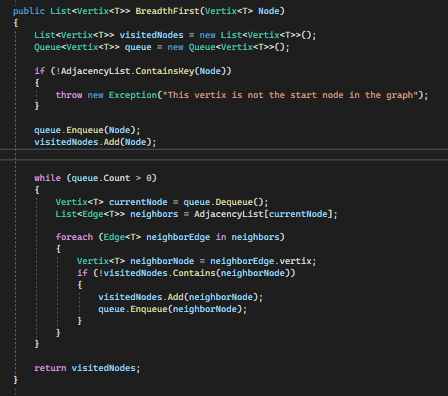 public List<Vertix<T>> BreadthFirst(Vertix<T> Node)
{
List<Vertix<T>> visitedNodes = new List<Vertix<T>>();
Queue<Vertix<T>> queue = new Queue<Vertix<T>>();
if (!AdjacencyList.ContainsKey(Node))
{
throw new Exception("This vertix is not the start node in the graph");
}
queue.Enqueue(Node);
visitedNodes.Add(Node);
while (queue.Count > 0)
{
Vertix<T> currentNode = queue.Dequeue();
List<Edge<T>> neighbors = AdjacencyList[currentNode];
foreach (Edge<T> neighborEdge in neighbors)
{
Vertix<T> neighborNode = neighborEdge.vertix;
if (!visitedNodes.Contains(neighborNode))
{
visitedNodes.Add(neighborNode);
queue.Enqueue(neighborNode);
}
}
}
return visitedNodes;
}